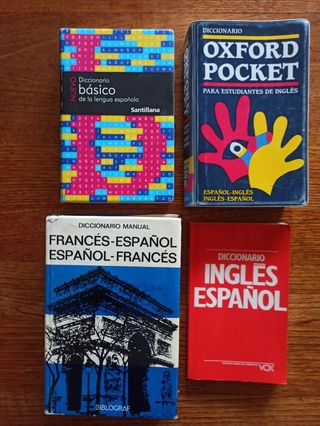 NUEVO
Diccionario
básico
de la lengua española
Santillana
DICCIONARIO
OXFORD
POCKET
PARA ESTUDIANTES DE INGLÉS
ESPAÑOL-INGLÉS
INGLÉS-ESPAÑOL
DICCIONARIO MANUAL
FRANCÉS-ESPAÑOL
ESPAÑOL-FRANCÉS
BIBLOGRAF
DICCIONARIO
INGLÉS
ESPAÑOL
VOX